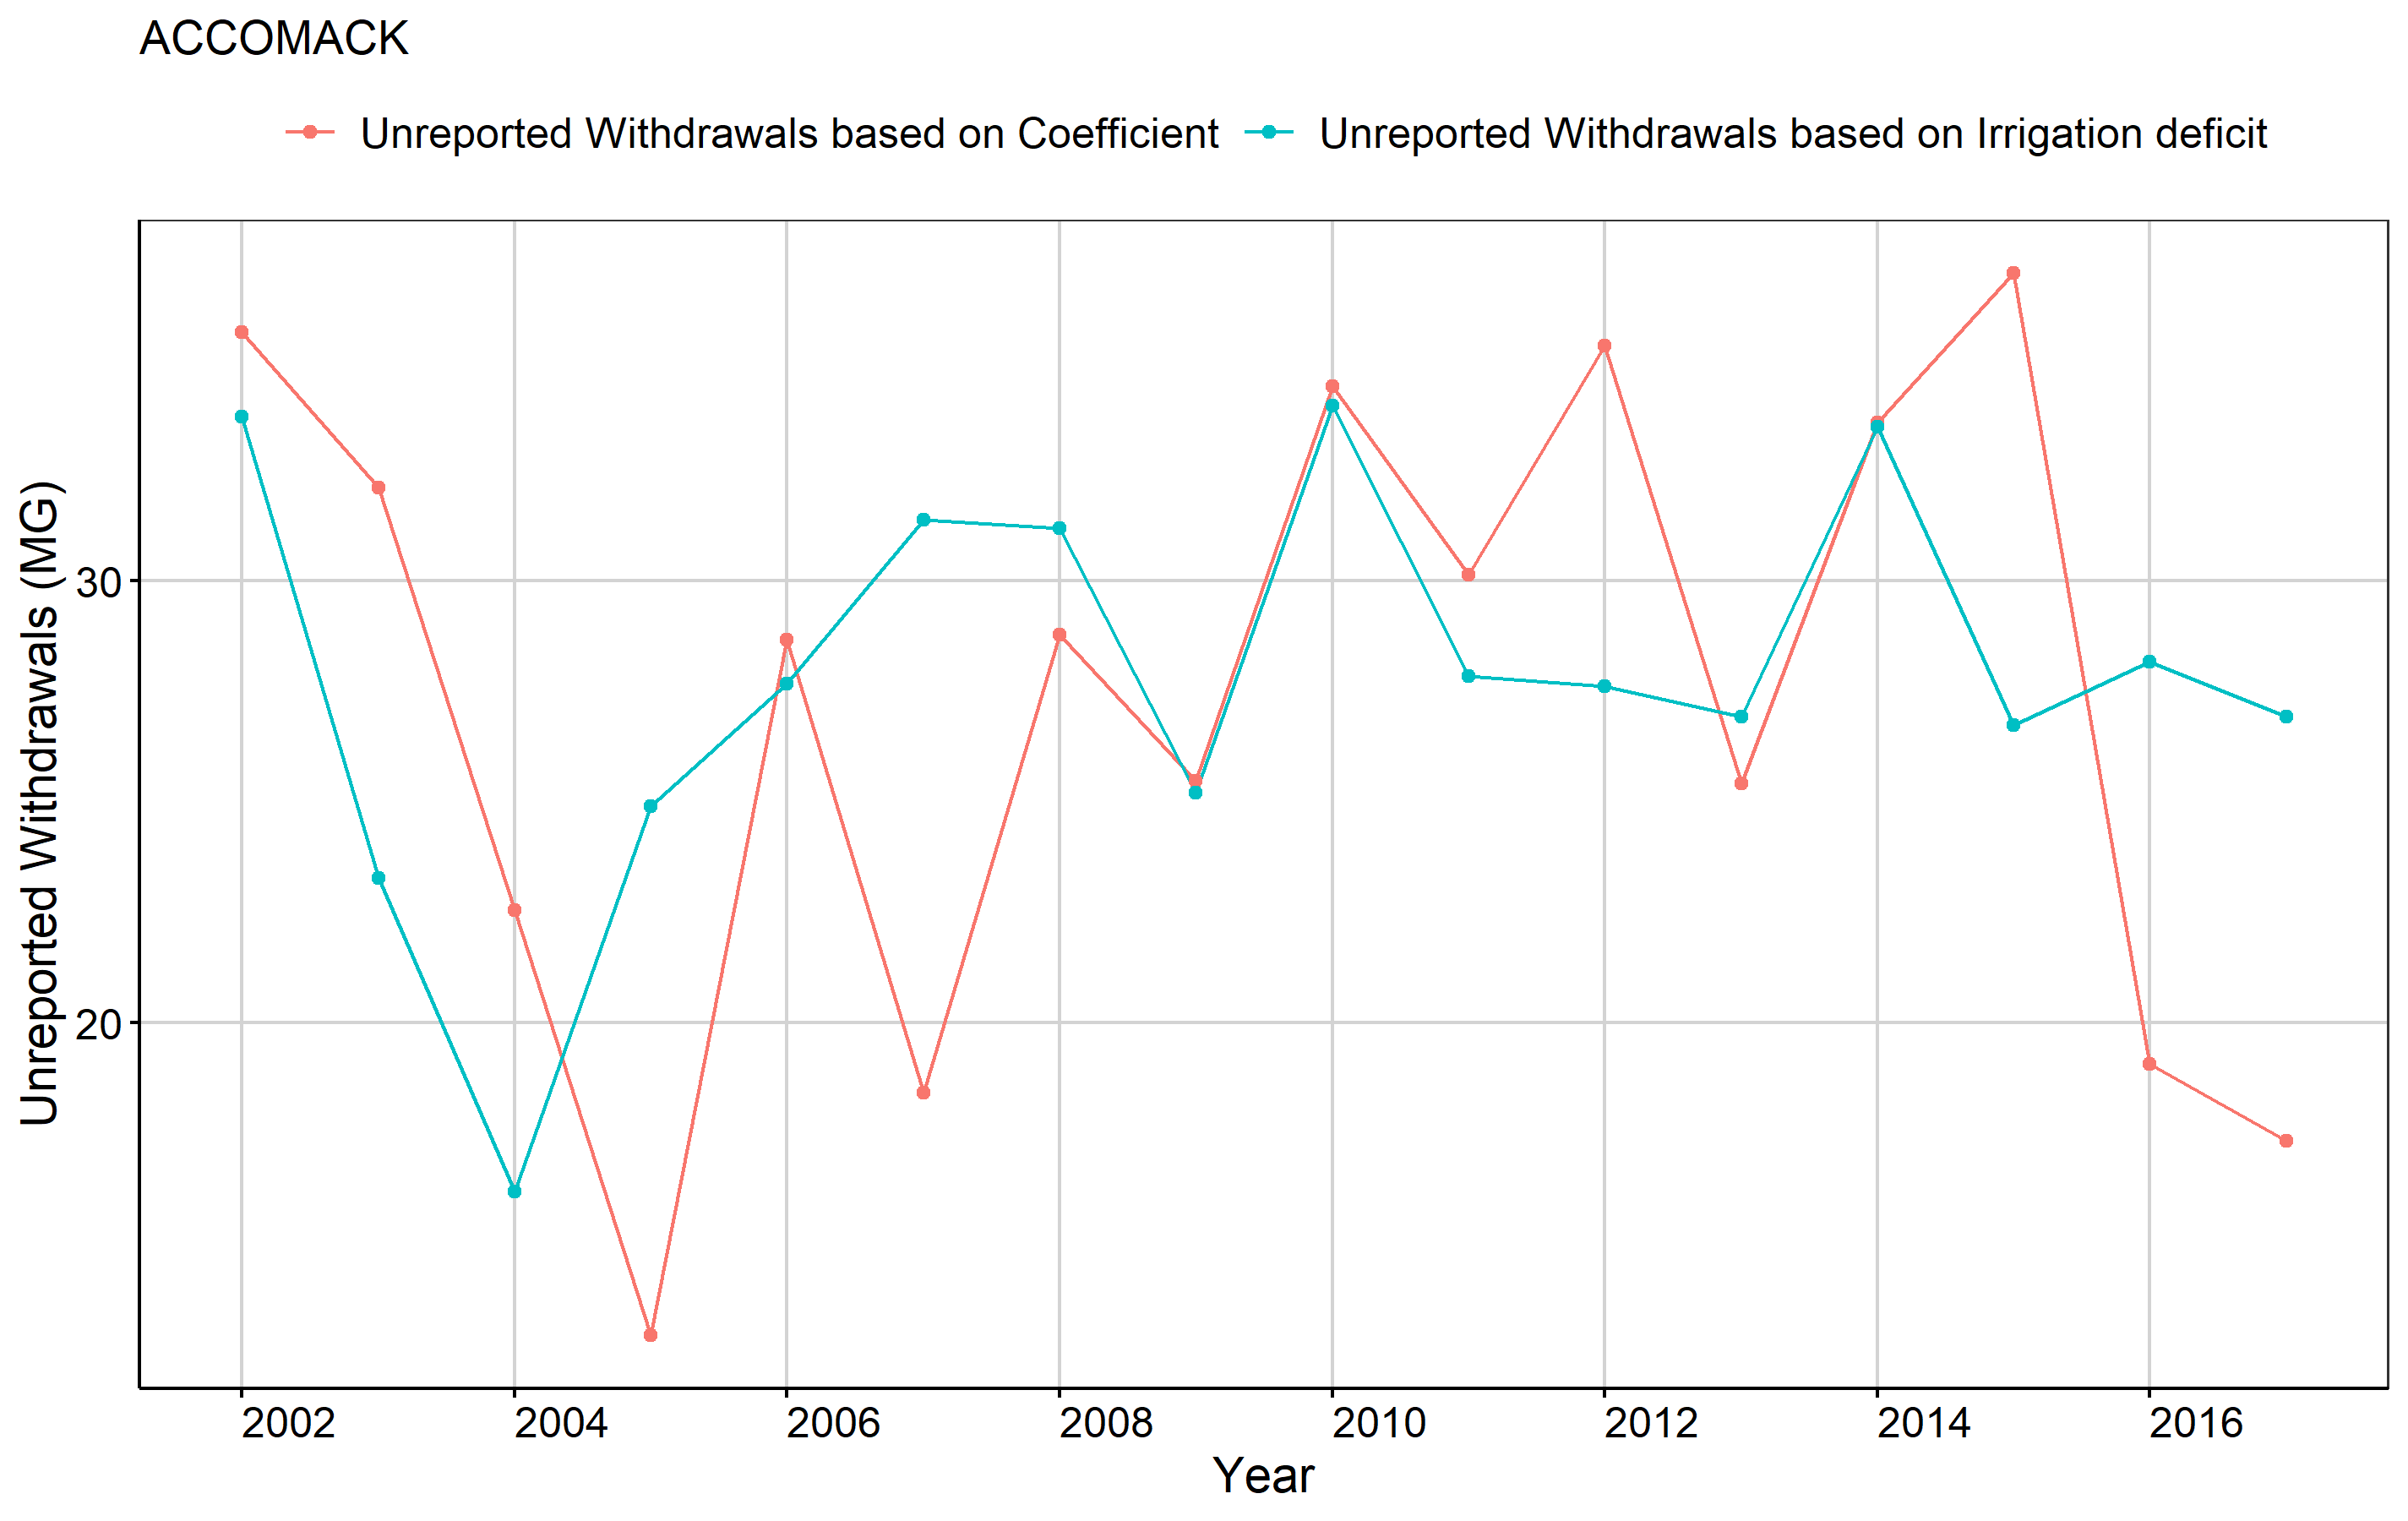 ACCOMACK
Unreported Withdrawals based on Coefficient Unreported Withdrawals based on Irrigation deficit
Unreported Withdrawals (MG)
30
20
2002 2004 2006 2008 2010 2012 2014 2016
Year